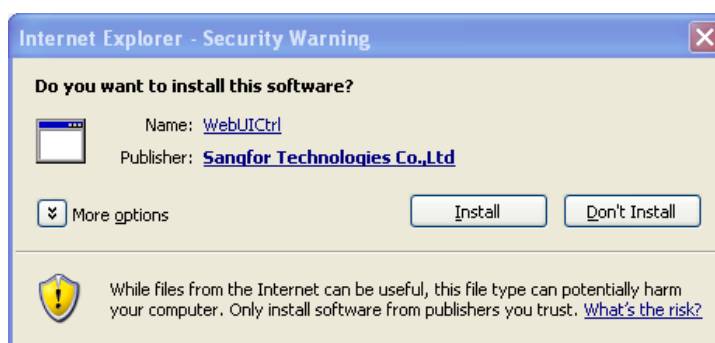 Internet Explorer - Security Warning
Do you want to install this software?
Name: WebUICtrl
Publisher: Sangfor Technologies Co.,Ltd
More options
Install
Don't Install
While files from the Internet can be useful, this file type can potentially harm
your computer. Only install software from publishers you trust. What's the risk?